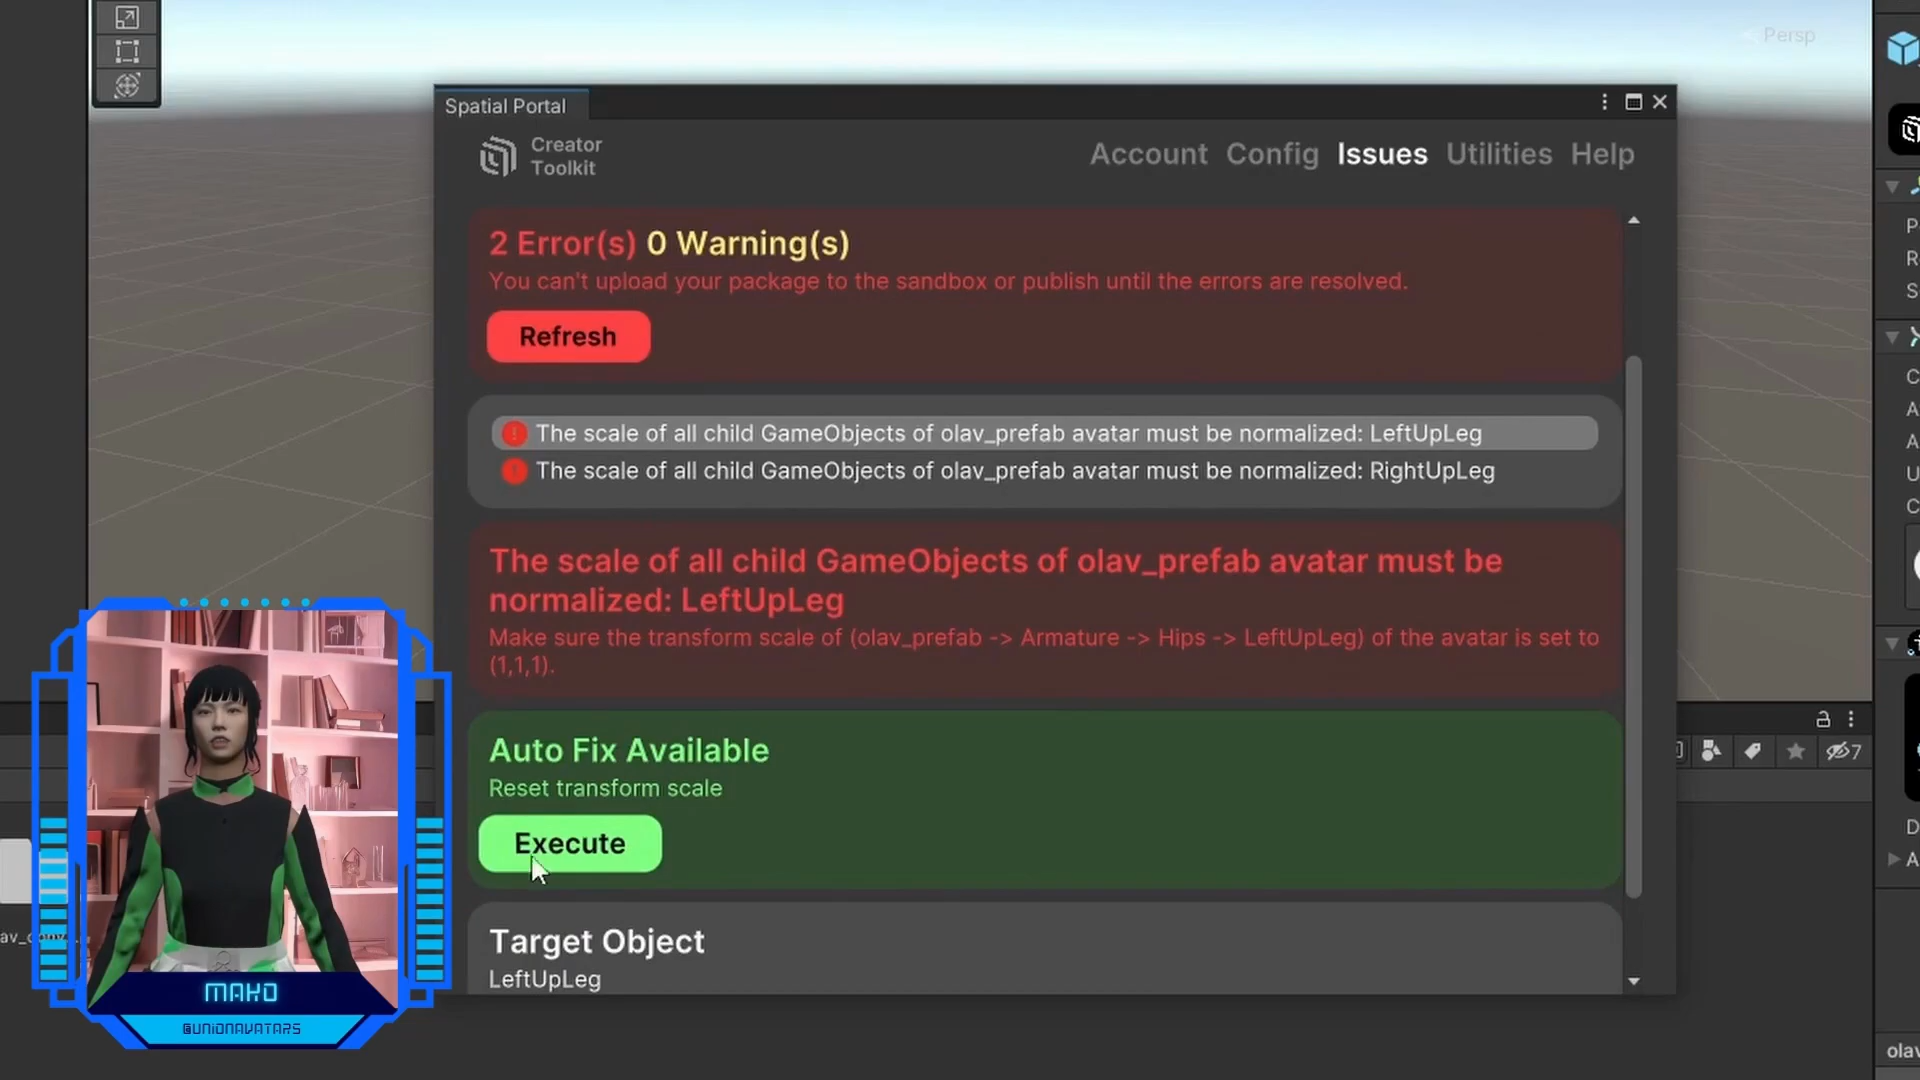 Persp
Spatial Portal
Creator
Toolkit
Account Config Issues Utilities Help
2 Error(s) 0 Warning(s)
You can't upload your package to the sandbox or publish until the errors are resolved.
Refresh
The scale of all child GameObjects of olav_prefab avatar must be normalized: LeftUpLeg
The scale of all child GameObjects of olav_prefab avatar must be normalized: RightUpLeg
The scale of all child GameObjects of olav_prefab avatar must be
normalized: LeftUpLeg
Make sure the transform scale of (olav_prefab -> Armature -> Hips -> LeftUpLeg) of the avatar is set to
(1,1,1).
Auto Fix Available
Reset transform scale
Execute
Target Object
LeftUpLeg
7
MAKO
@UNIONAVATARS
olav